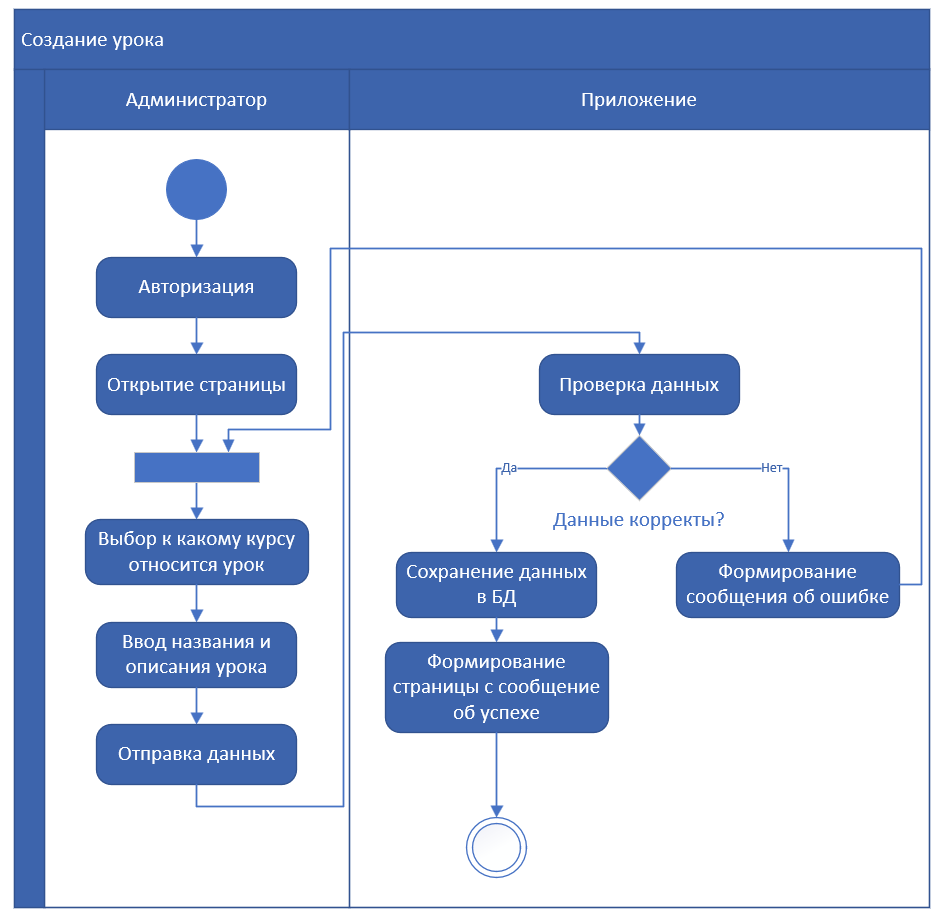 Создание урока
Администратор
Приложение
Авторизация
Открытие страницы
Выбор к какому курсу
относится урок
Ввод названия и
описания урока
Отправка данных
Проверка данных
Да
Нет
Данные корректы?
Сохранение данных
в БД
Формирование
сообщения об ошибке
Формирование
страницы с сообщение
об успехе